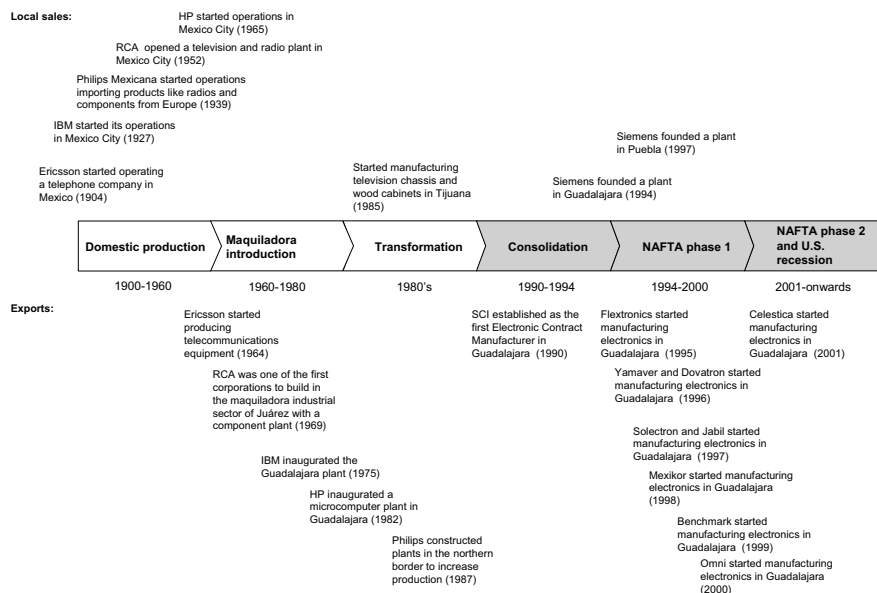 Local sales:
HP started operations in
Mexico City (1965)
RCA opened a television and radio plant in
Mexico City (1952)
Philips Mexicana started operations
importing products like radios and
components from Europe (1939)
IBM started its operations
in Mexico City (1927)
Ericsson started operating
a telephone company in
Mexico (1904)
Started manufacturing
television chassis and
wood cabinets in Tijuana
(1985)
Siemens founded a plant
in Puebla (1997)
Siemens founded a plant
in Guadalajara (1994)
Domestic production
Maquiladora
introduction
Transformation
Consolidation
NAFTA phase 1
NAFTA phase 2
and U.S.
recession
1900-1960
1960-1980
1980's
1990-1994
1994-2000
2001-onwards
Exports:
Ericsson started
producing
telecommunications
equipment (1964)
RCA was one of the first
corporations to build in
the maquiladora industrial
sector of Juárez with a
component plant (1969)
IBM inaugurated the
Guadalajara plant (1975)
HP inaugurated a
microcomputer plant in
Guadalajara (1982)
Philips constructed
plants in the northern
border to increase
production (1987)
SCI established as the
first Electronic Contract
Manufacturer in
Guadalajara (1990)
Flextronics started
manufacturing
electronics in
Guadalajara (1995)
Yamaver and Dovatron started
manufacturing electronics in
Guadalajara (1996)
Solectron and Jabil started
manufacturing electronics in
Guadalajara (1997)
Mexikor started manufacturing
electronics in Guadalajara
(1998)
Benchmark started
manufacturing electronics in
Guadalajara (1999)
Omni started manufacturing
electronics in Guadalajara
(2000)
Celestica started
manufacturing
electronics in
Guadalajara (2001)